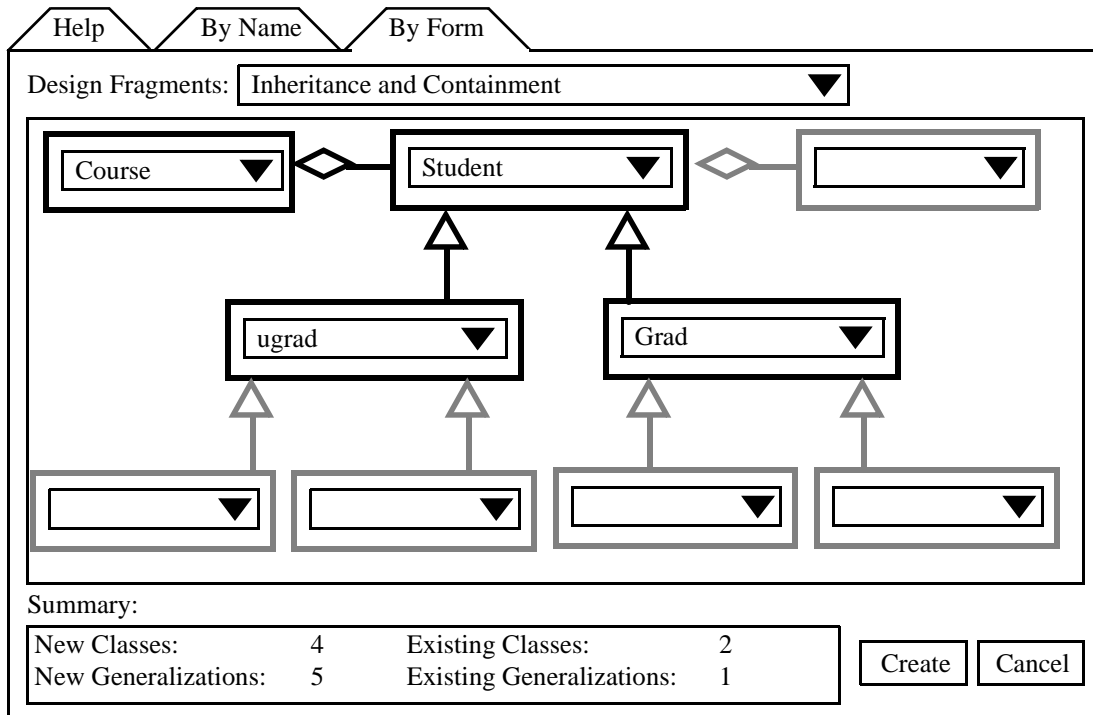 Help By Name By Form
Design Fragments: Inheritance and Containment
Course Student
ugrad Grad
Summary:
New Classes: 4 Existing Classes: 2
New Generalizations: 5 Existing Generalizations: 1
Create Cancel